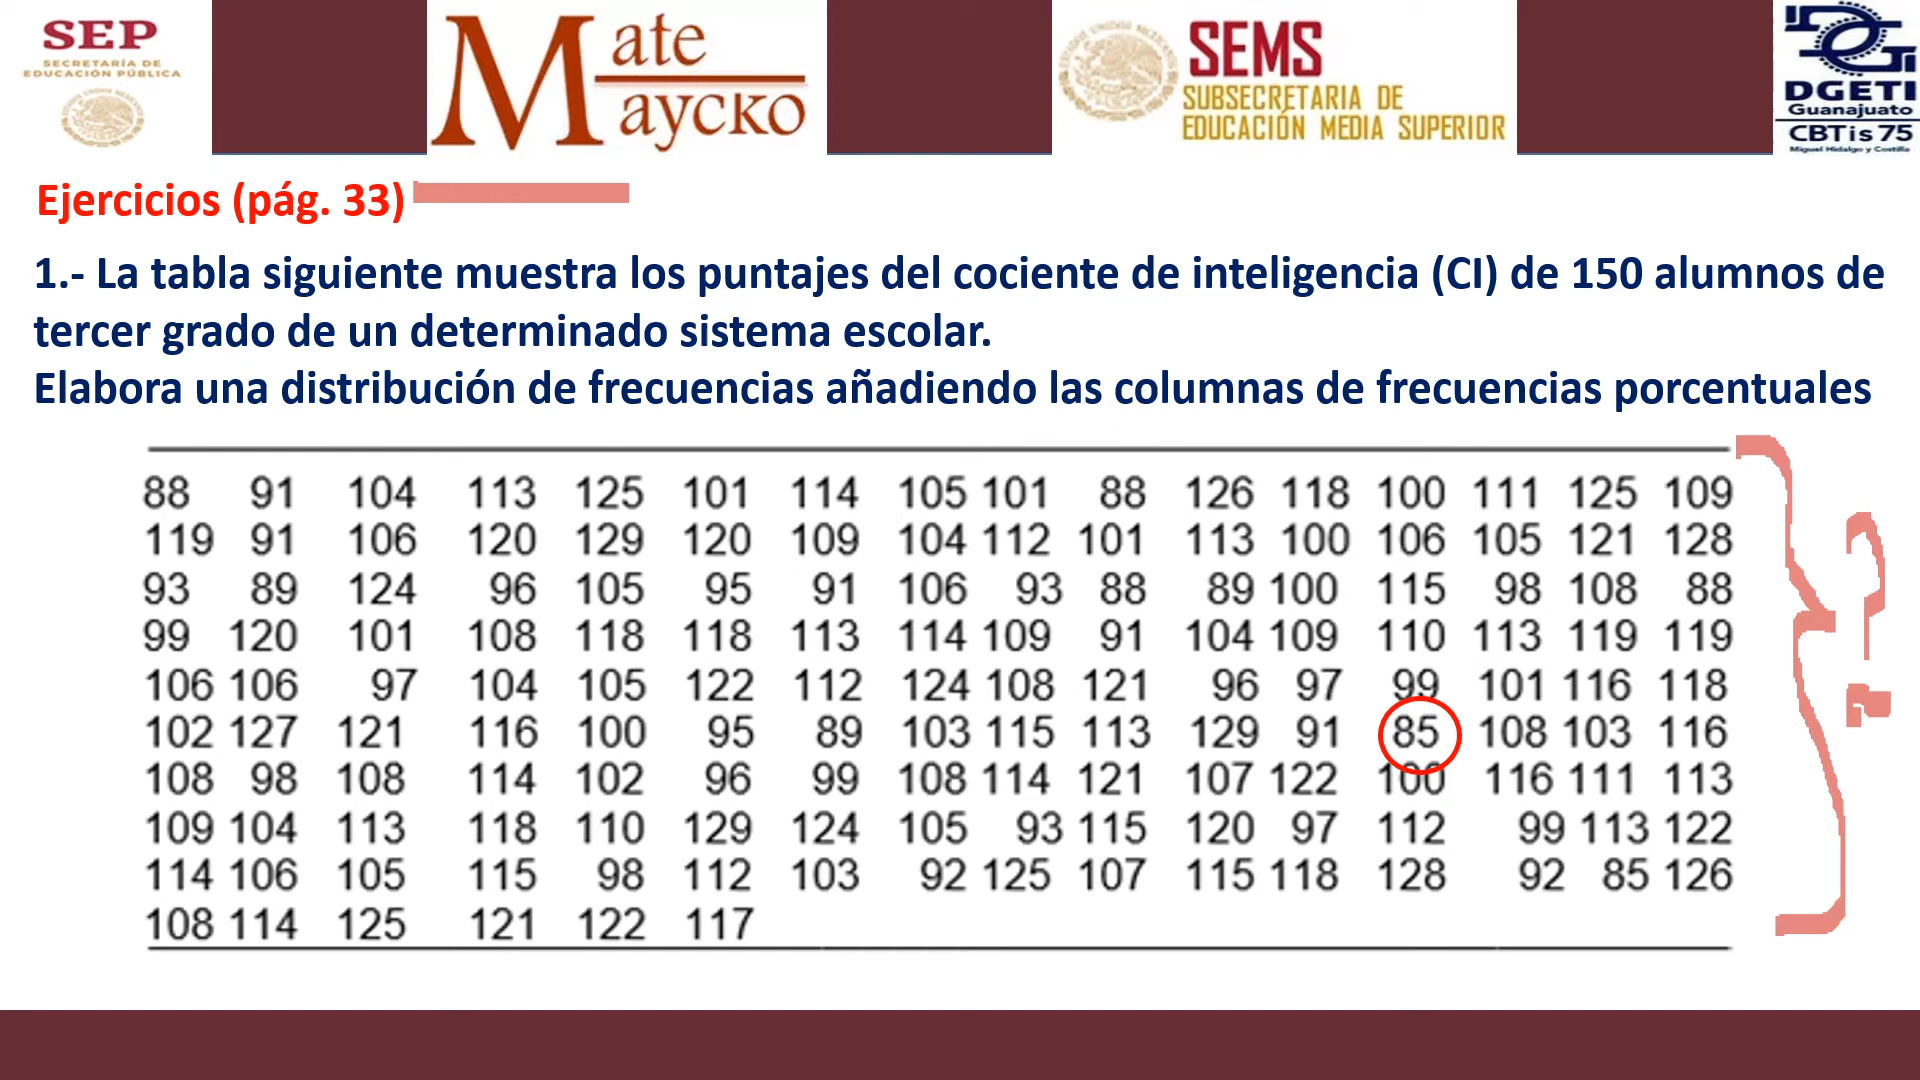 SEP
SECRETARÍA DE
EDUCACIÓN PÚBLICA
Mate
Maycko
SEMS
SUBSECRETARIA DE
EDUCACIÓN MEDIA SUPERIOR
DGETI
Guanajuato
CBTis 75
Miguel Hidalgo y Costilla
Ejercicios (pág. 33)
1.- La tabla siguiente muestra los puntajes del cociente de inteligencia (CI) de 150 alumnos de
tercer grado de un determinado sistema escolar.
Elabora una distribución de frecuencias añadiendo las columnas de frecuencias porcentuales
88 91 104 113 125 101 114 105 101 88 126 118 100 111 125 109
119 91 106 120 129 120 109 104 112 101 113 100 106 105 121 128
93 89 124 96 105 95 91 106 93 88 89 100 115 98 108 88
99 120 101 108 118 118 113 114 109 91 104 109 110 113 119 119
106 106 97 104 105 122 112 124 108 121 96 97 99 101 116 118
102 127 121 116 100 95 89 103 115 113 129 91 85 108 103 116
108 98 108 114 102 96 99 108 114 121 107 122 100 116 111 113
109 104 113 118 110 129 124 105 93 115 120 97 112 99 113 122
114 106 105 115 98 112 103 92 125 107 115 118 128 92 85 126
108 114 125 121 122 117